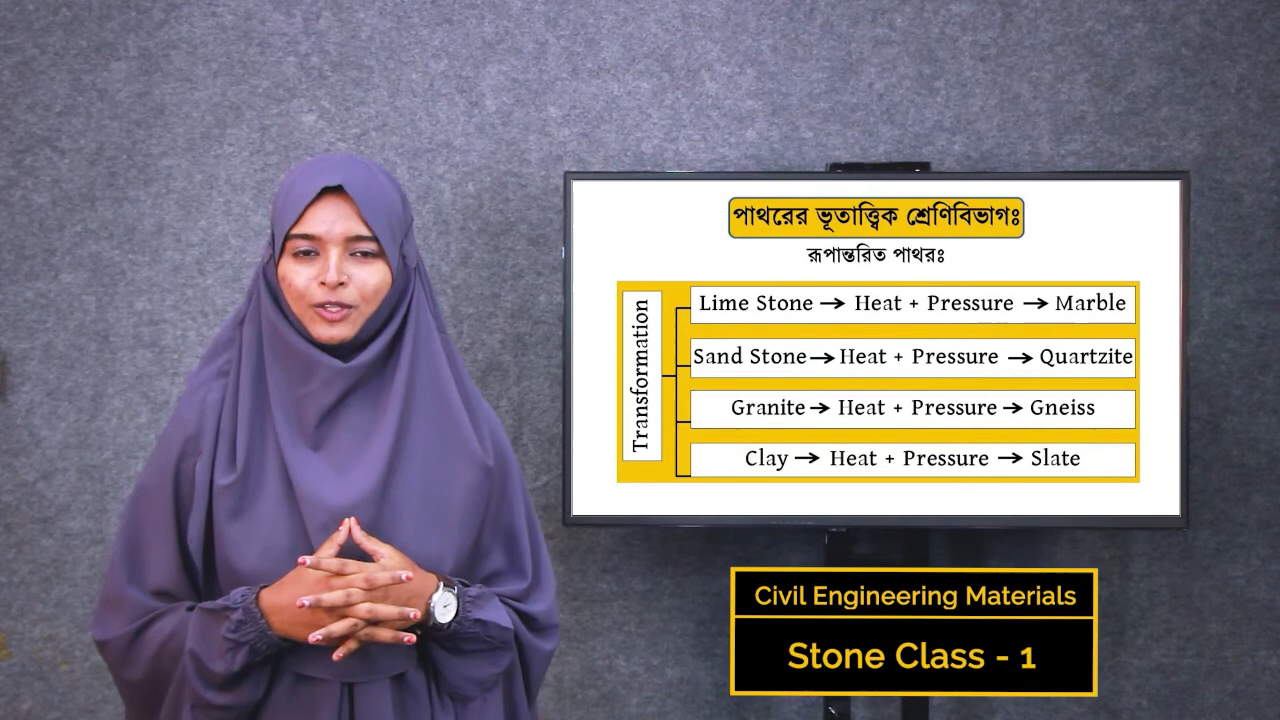 পাথরের ভূতাত্ত্বিক শ্রেণিবিভাগঃ
রূপান্তরিত পাথরঃ
Transformation
Lime Stone → Heat + Pressure → Marble
Sand Stone → Heat + Pressure → Quartzite
Granite → Heat + Pressure → Gneiss
Clay → Heat + Pressure → Slate
Civil Engineering Materials
Stone Class - 1